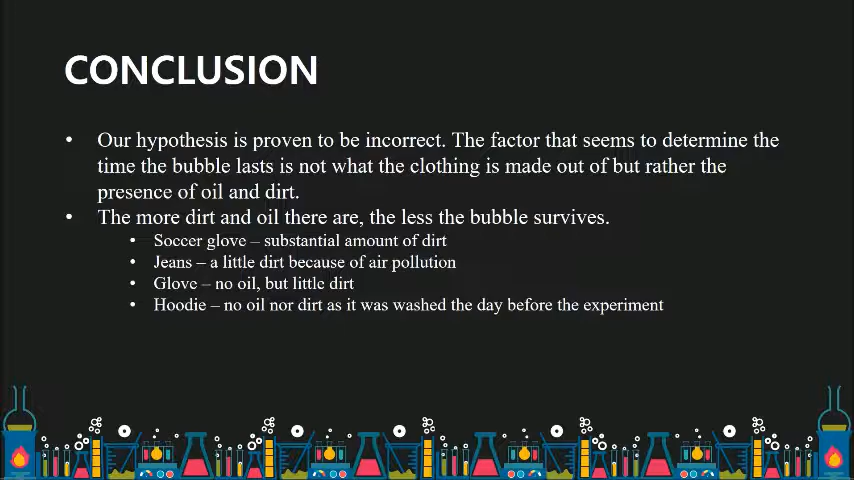 CONCLUSION
• Our hypothesis is proven to be incorrect. The factor that seems to determine the
time the bubble lasts is not what the clothing is made out of but rather the
presence of oil and dirt.
• The more dirt and oil there are, the less the bubble survives.
• Soccer glove – substantial amount of dirt
• Jeans – a little dirt because of air pollution
• Glove – no oil, but little dirt
• Hoodie – no oil nor dirt as it was washed the day before the experiment